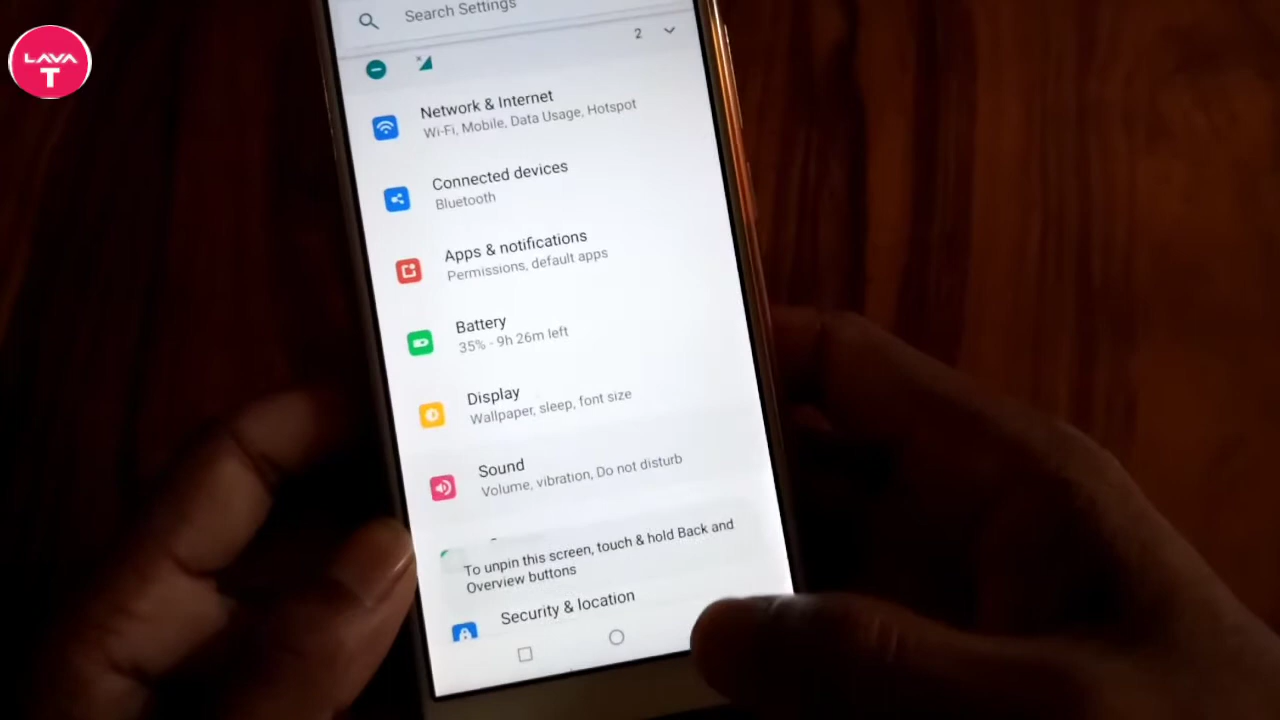 LAVA
T
Search Settings
2
Network & Internet
Wi-Fi, Mobile, Data Usage, Hotspot
Connected devices
Bluetooth
Apps & notifications
Permissions, default apps
Battery
35% - 9h 26m left
Display
Wallpaper, sleep, font size
Sound
Volume, vibration, Do not disturb
To unpin this screen, touch & hold Back and
Overview buttons
Security & location